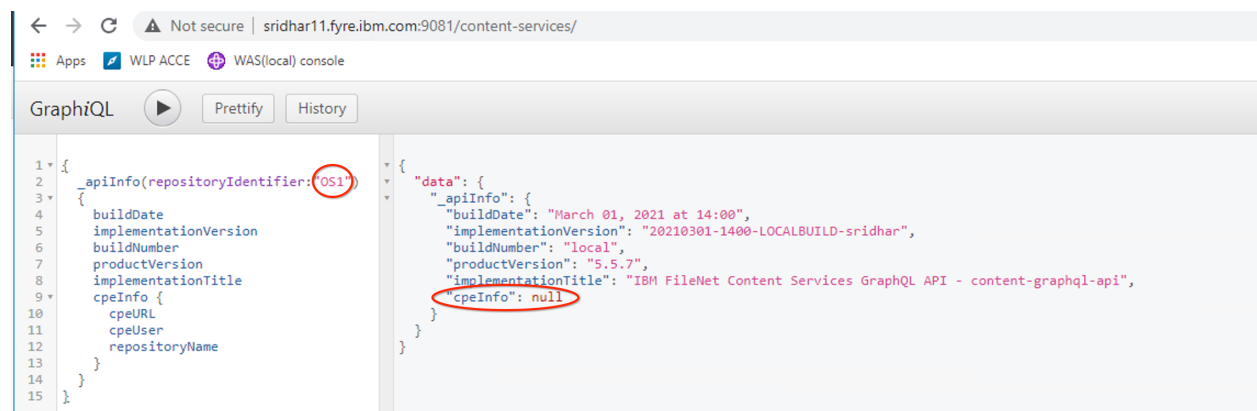 Not secure | sridhar11.fyre.ibm.com:9081/content-services/
Apps WLP ACCE WAS(local) console
GraphiQL Prettify History
1 {
2 _apiInfo(repositoryIdentifier:"OS1")
3 {
4 buildDate
5 implementationVersion
6 buildNumber
7 productVersion
8 implementationTitle
9 cpeInfo {
10 cpeURL
11 cpeUser
12 repositoryName
13 }
14 }
15 }
{
"data": {
"_apiInfo": {
"buildDate": "March 01, 2021 at 14:00",
"implementationVersion": "20210301-1400-LOCALBUILD-sridhar",
"buildNumber": "local",
"productVersion": "5.5.7",
"implementationTitle": "IBM FileNet Content Services GraphQL API - content-graphql-api",
"cpeInfo": null
}
}
}